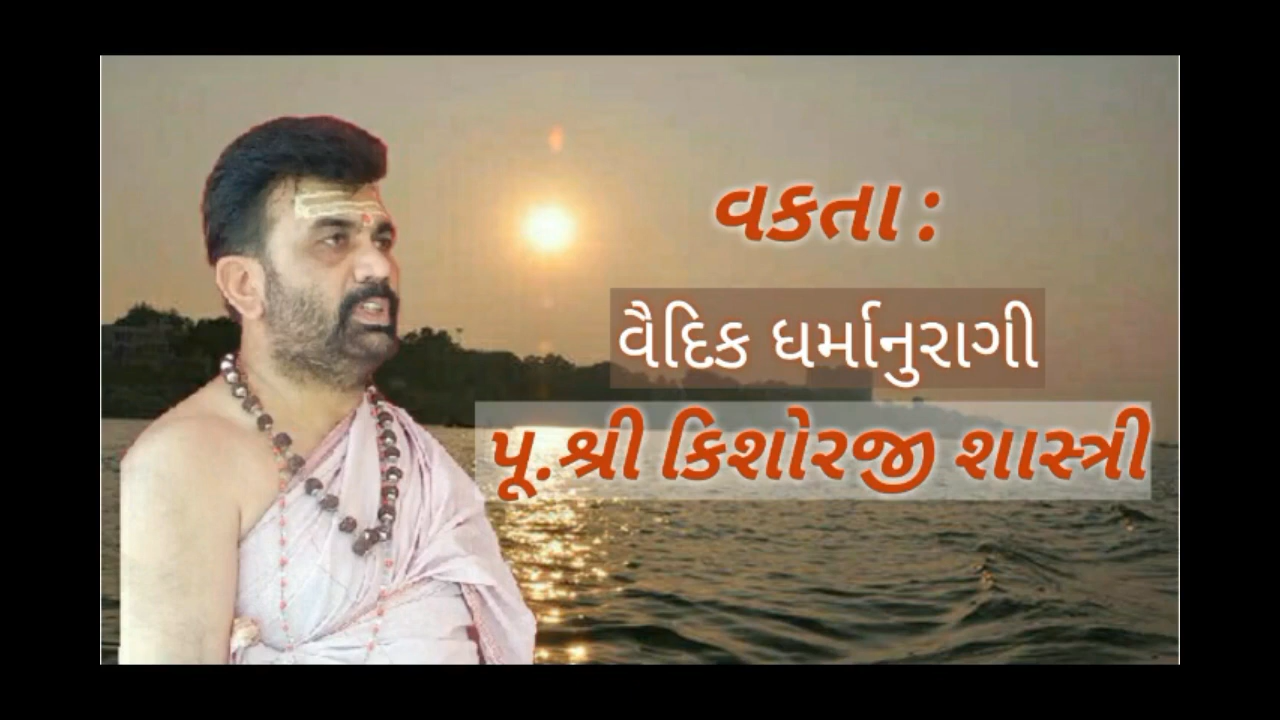 વકતા :
વૈદિક ધર્માનુરાગી
પૂ.શ્રી કિશોરજી શાસ્ત્રી